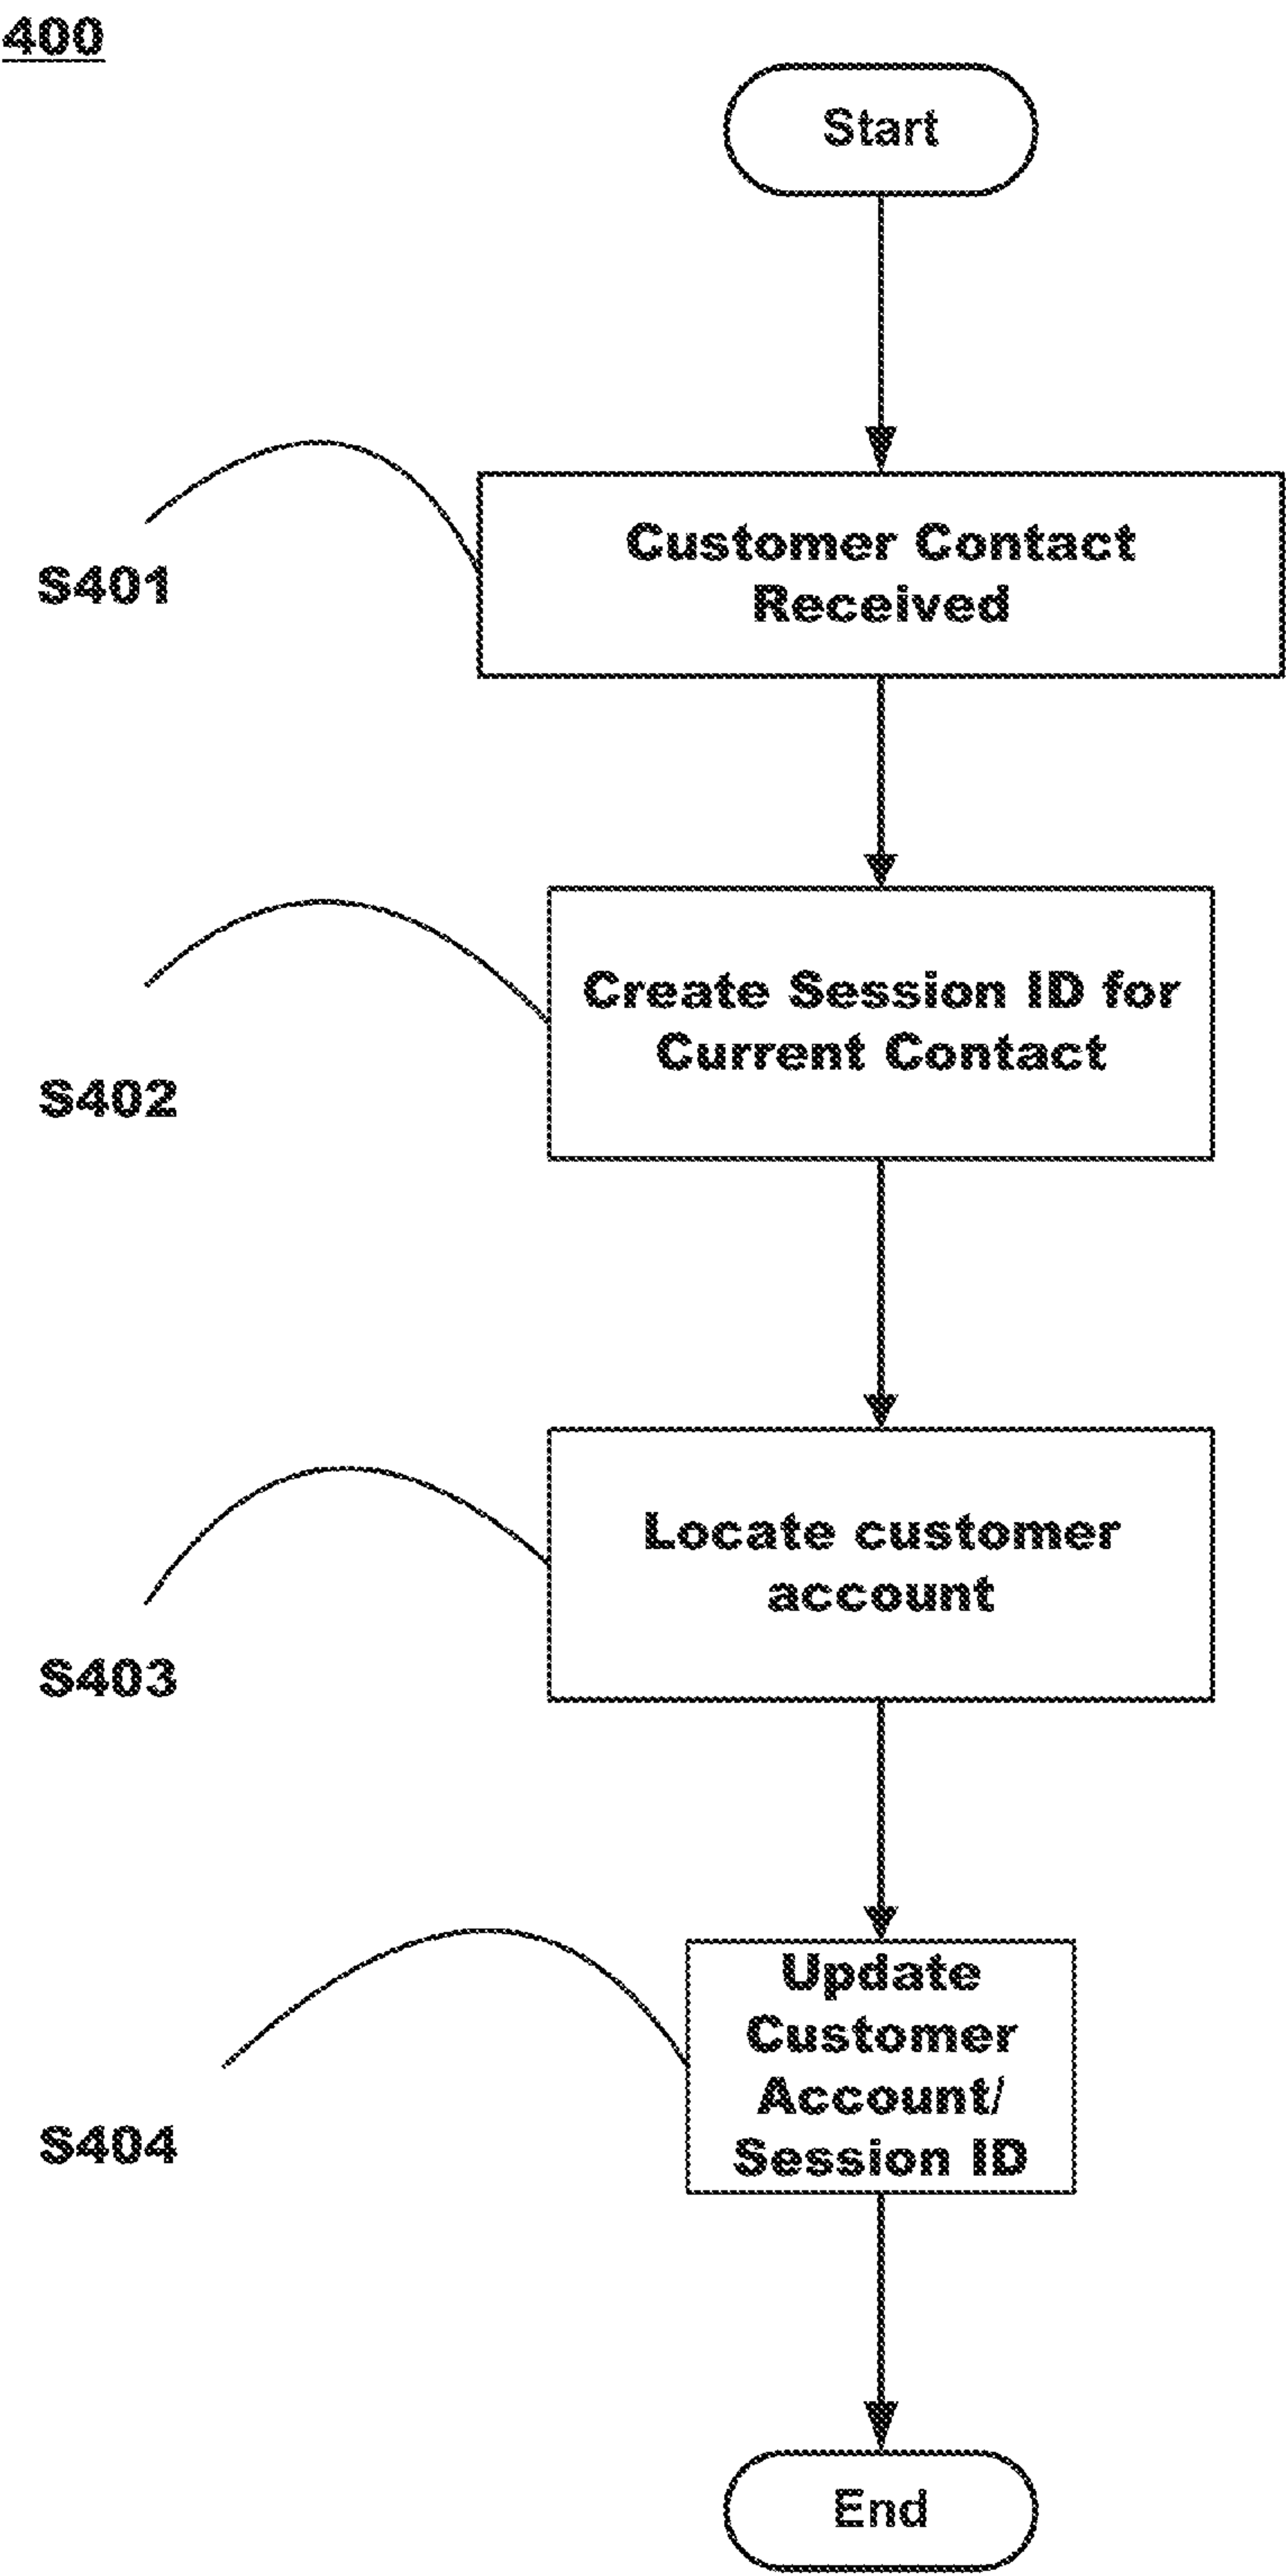 400
Start
S401
Customer Contact
Received
S402
Create Session ID for
Current Contact
S403
Locate customer
account
S404
Update
Customer
Account/
Session ID
End